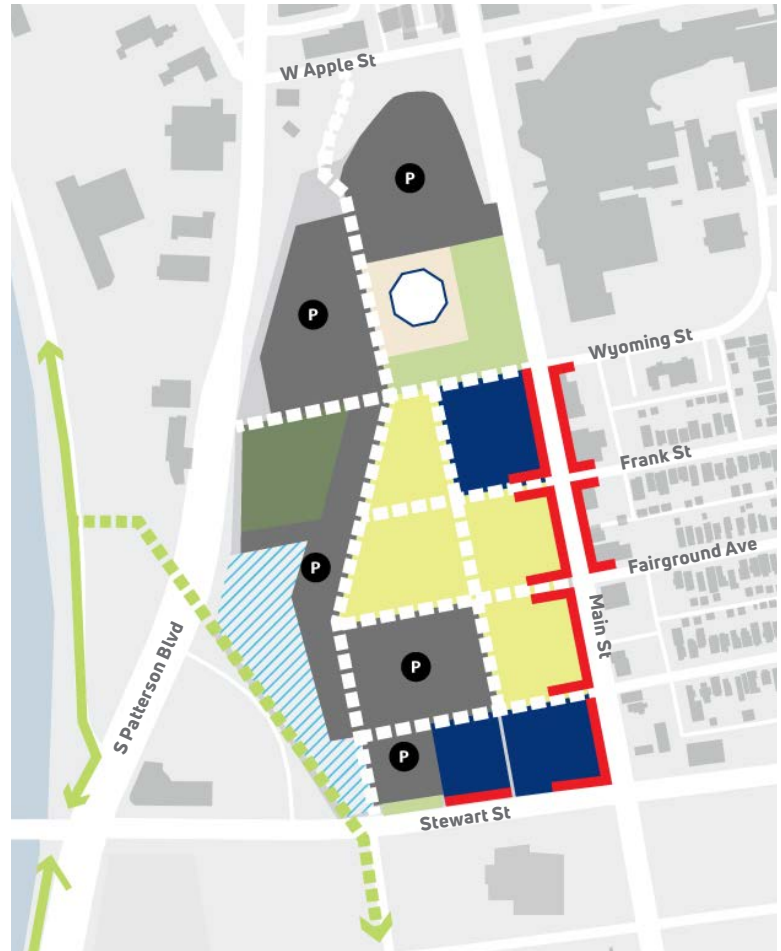 W Apple St
P
P
Wyoming St
Frank St
Fairground Ave
P
Main St
S Patterson Blvd
P
P
Stewart St